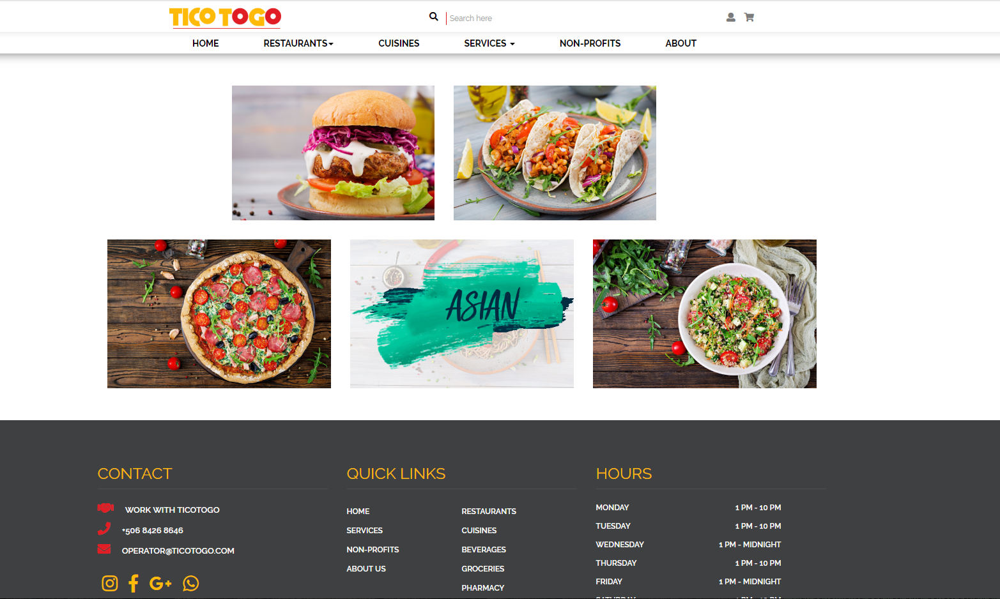 TICO TOGO
Search here
HOME RESTAURANTS CUISINES SERVICES NON-PROFITS ABOUT
ASIAN
CONTACT
WORK WITH TICOTOGO
+506 8426 8646
OPERATOR@TICOTOGO.COM
QUICK LINKS
HOME RESTAURANTS
SERVICES CUISINES
NON-PROFITS BEVERAGES
ABOUT US GROCERIES
PHARMACY
HOURS
MONDAY 1 PM - 10 PM
TUESDAY 1 PM - 10 PM
WEDNESDAY 1 PM - MIDNIGHT
THURSDAY 1 PM - 10 PM
FRIDAY 1 PM - MIDNIGHT